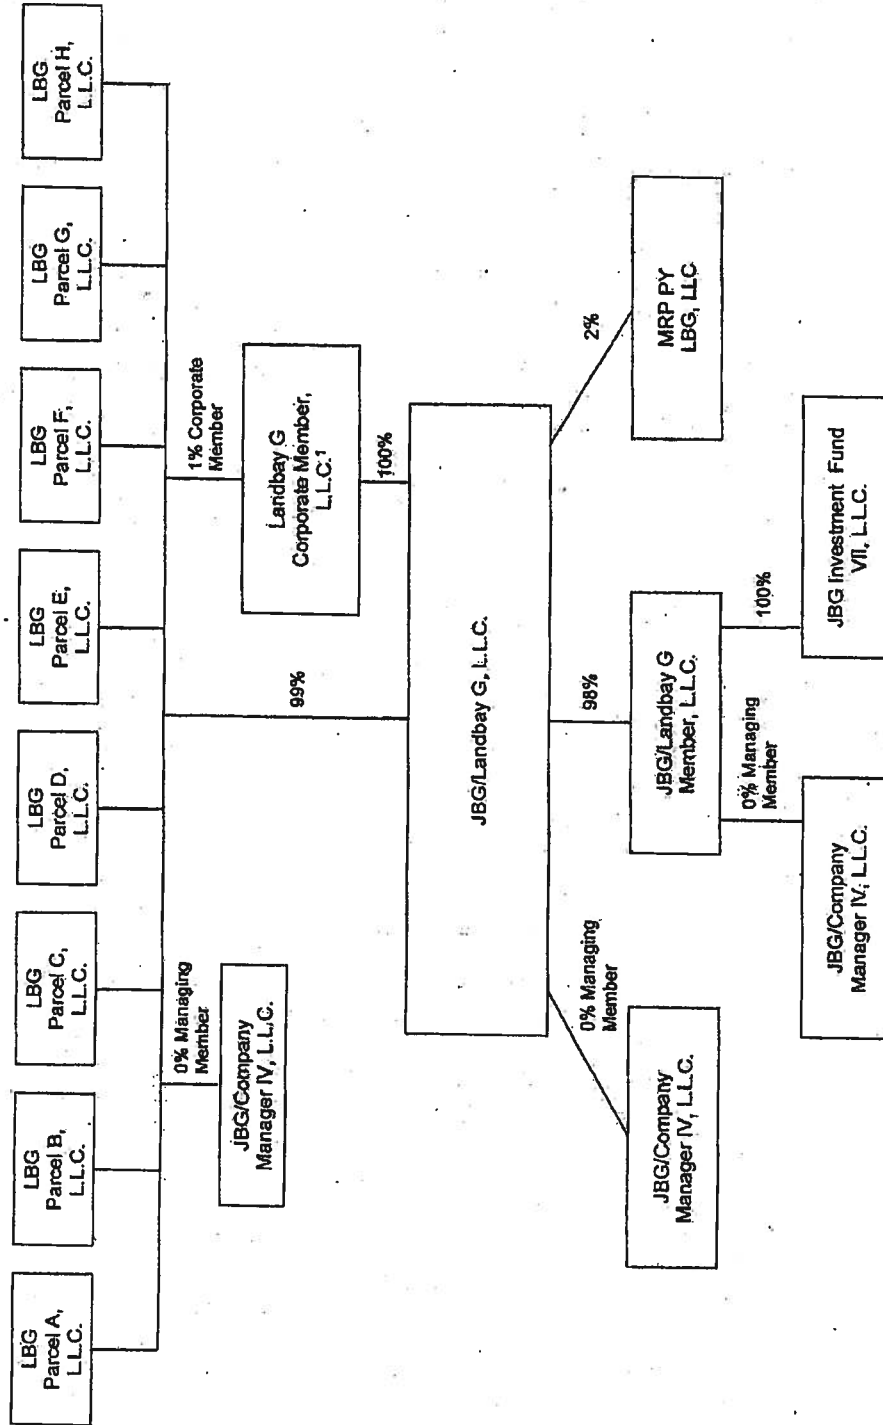 LBG
Parcel A,
L.L.C.
LBG
Parcel B,
L.L.C.
LBG
Parcel C,
L.L.C.
LBG
Parcel D,
L.L.C.
LBG
Parcel E,
L.L.C.
LBG
Parcel F,
L.L.C.
LBG
Parcel G,
L.L.C.
LBG
Parcel H,
L.L.C.
0% Managing
Member
JBG/Company
Manager IV, L.L.C.
99%
1% Corporate
Member
Landbay G
Corporate Member,
L.L.C.¹
100%
JBG/Landbay G, L.L.C.
0% Managing
Member
JBG/Company
Manager IV, L.L.C.
98%
JBG/Landbay G
Member, L.L.C.
2%
MRP PY
LBG, LLC
0% Managing
Member
JBG/Company
Manager IV, L.L.C.
100%
JBG Investment Fund
VII, L.L.C.